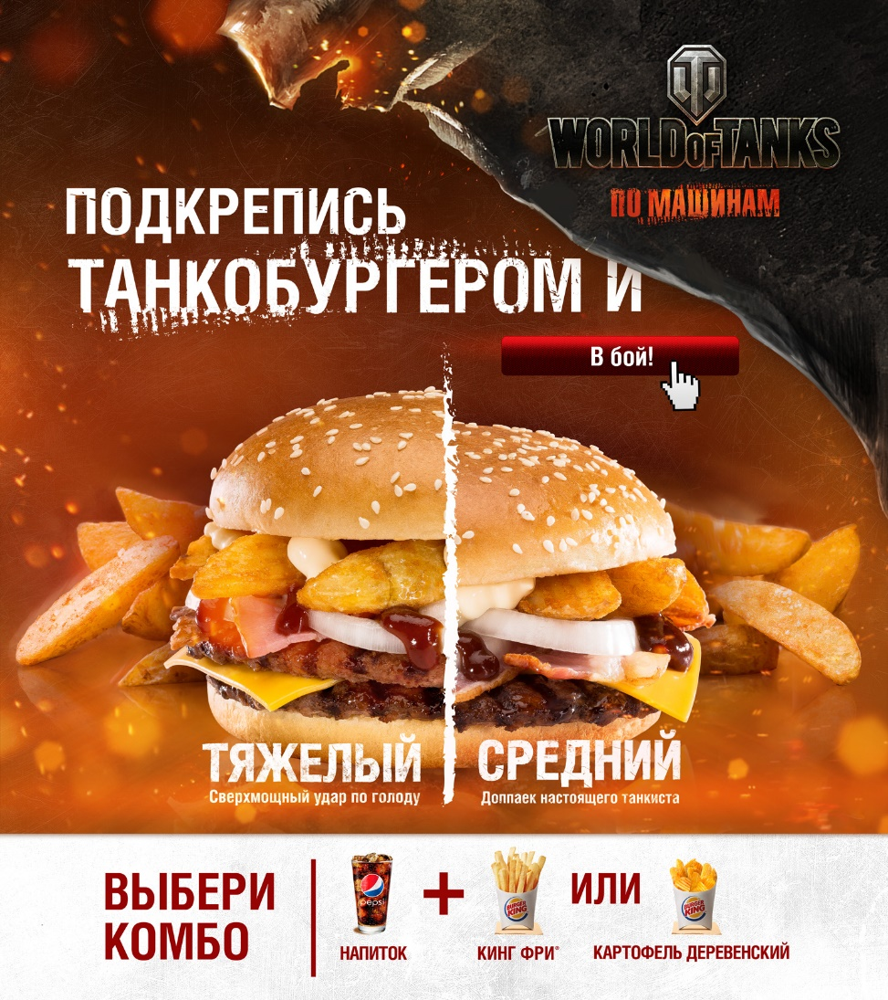 WORLD OF TANKS
ПО МАШИНАМ
ПОДКРЕПИСЬ
ТАНКОБУРГЕРОМ И
В бой!
ТЯЖЕЛЫЙ
Сверхмощный удар по голоду
СРЕДНИЙ
Доппаек настоящего танкиста
ВЫБЕРИ
КОМБО
pepsi
НАПИТОК
+
BURGER
KING
КИНГ ФРИ®
ИЛИ
BURGER
KING
КАРТОФЕЛЬ ДЕРЕВЕНСКИЙ